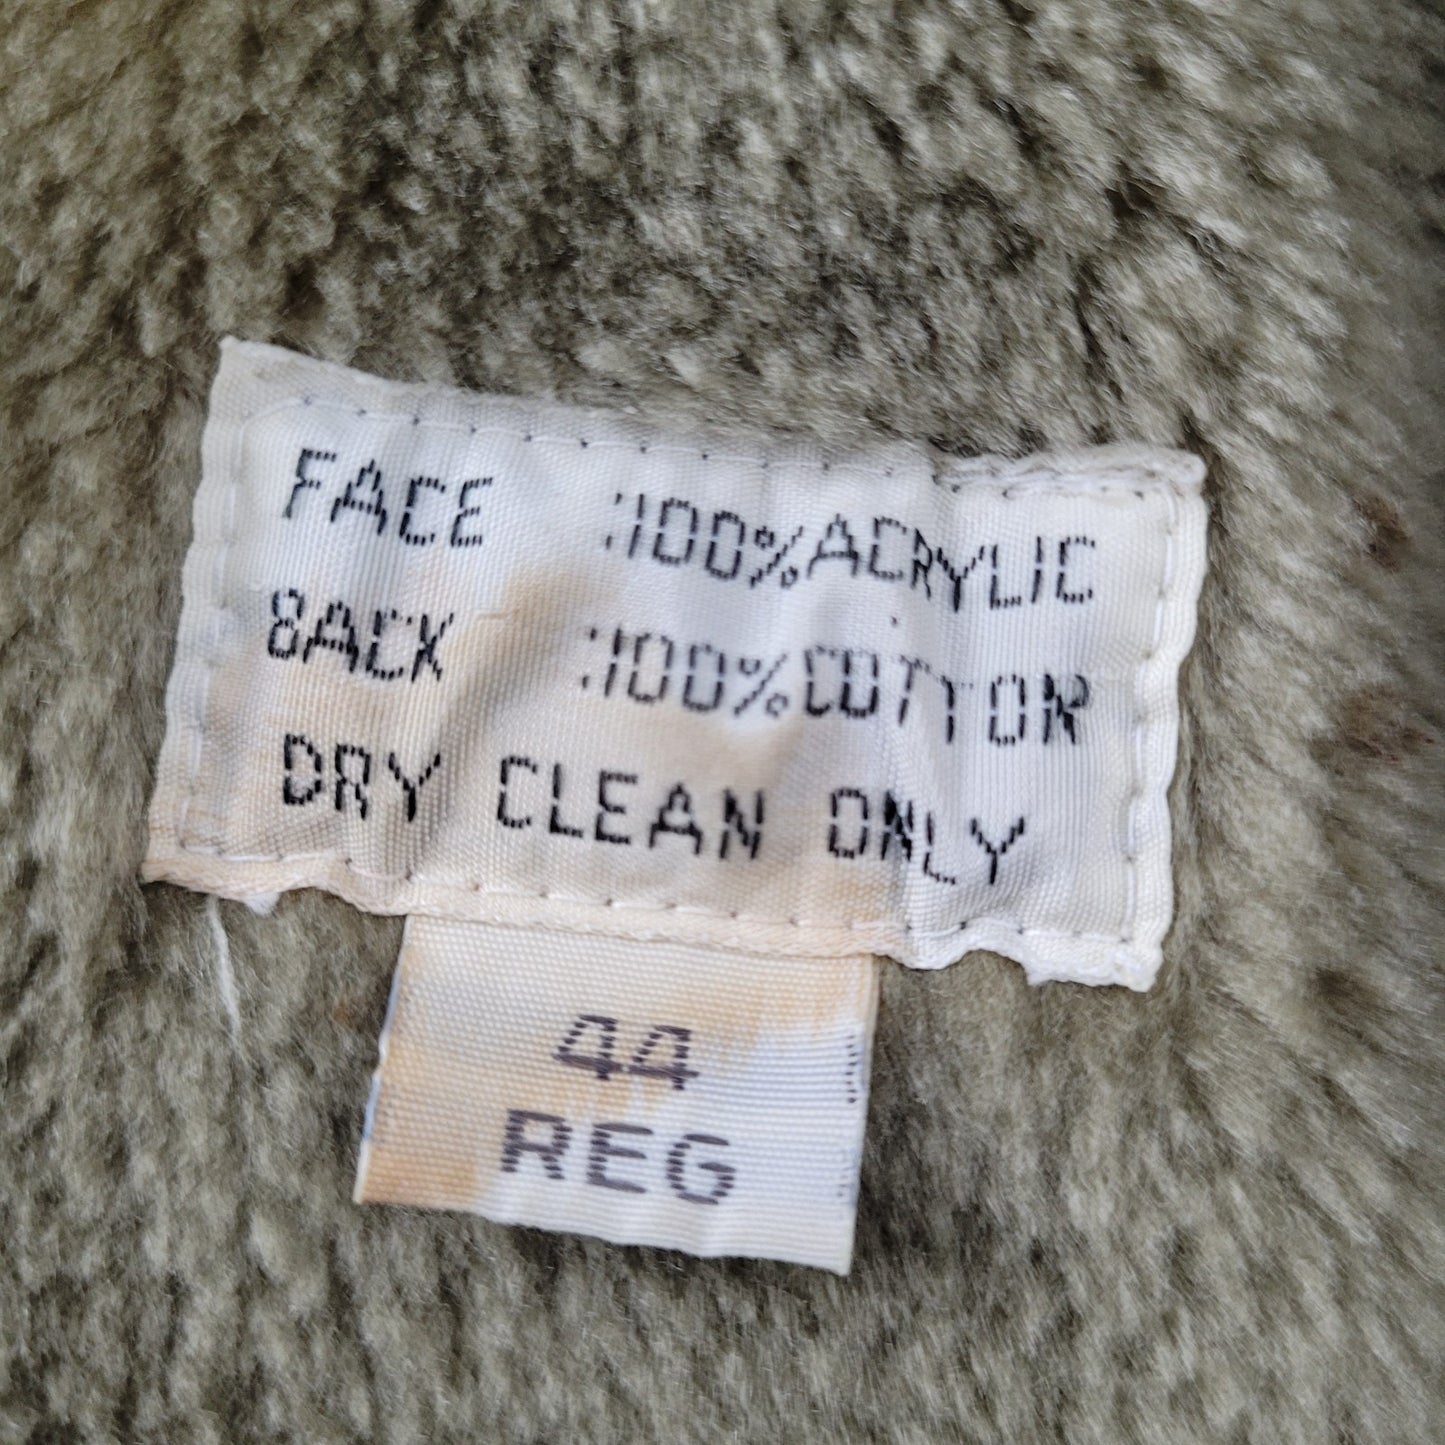 FACE :100%ACRYLIC
BACK :100%COTTON
DRY CLEAN ONLY
44
REG